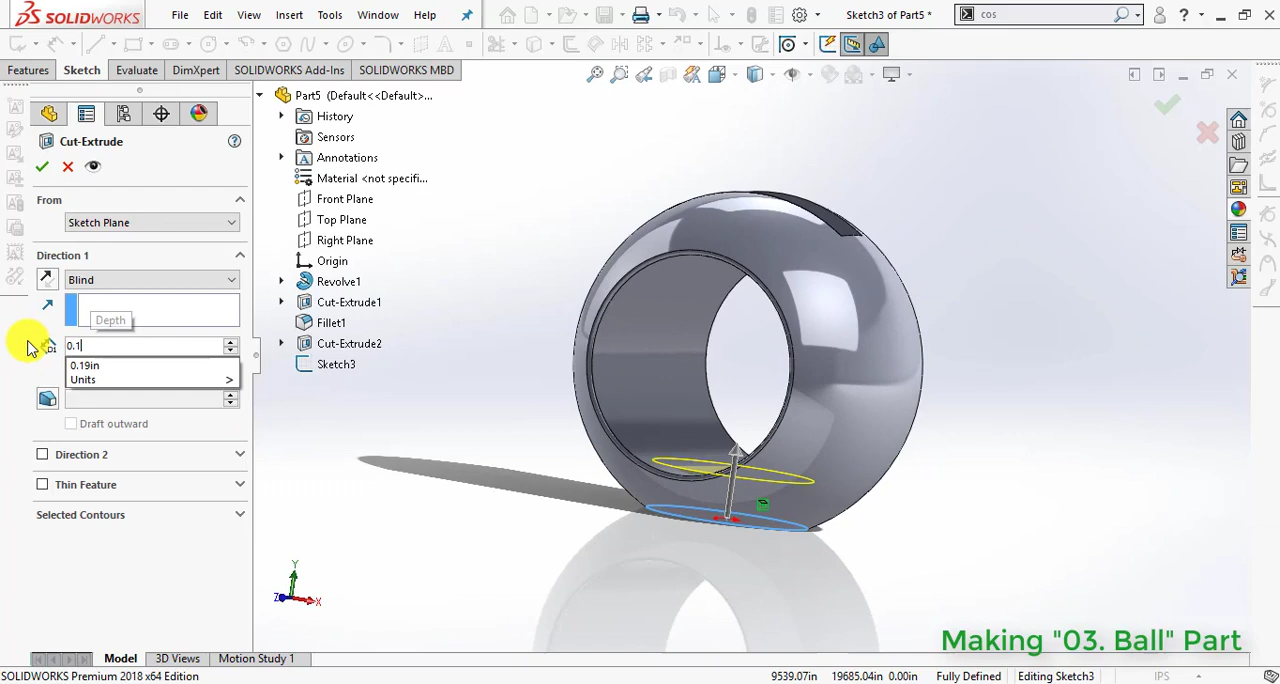 SOLIDWORKS File Edit View Insert Tools Window Help Sketch3 of Part5 * cos ?
Features Sketch Evaluate DimXpert SOLIDWORKS Add-Ins SOLIDWORKS MBD
Part5 (Default<<Default>...
History
Sensors
Annotations
Material <not specifi...
Front Plane
Top Plane
Right Plane
Origin
Revolve1
Cut-Extrude1
Fillet1
Cut-Extrude2
Sketch3
Cut-Extrude
From
Sketch Plane
Direction 1
Blind
Depth
0.1
0.19in
Units >
Draft outward
Direction 2
Thin Feature
Selected Contours
Y
Z X
Making "03. Ball" Part
Model 3D Views Motion Study 1
SOLIDWORKS Premium 2018 x64 Edition 9539.07in 19685.04in 0.00in Fully Defined Editing Sketch3 IPS